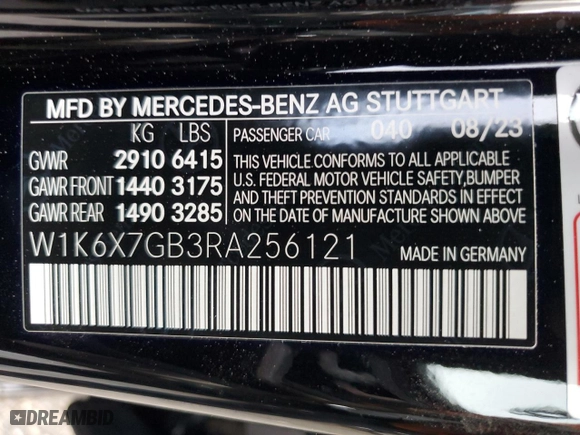 MFD BY MERCEDES-BENZ AG STUTTGART
KG LBS PASSENGER CAR 040 08/23
GVWR 2910 6415 THIS VEHICLE CONFORMS TO ALL APPLICABLE
GAWR FRONT 1440 3175 U.S. FEDERAL MOTOR VEHICLE SAFETY, BUMPER
GAWR REAR 1490 3285 AND THEFT PREVENTION STANDARDS IN EFFECT ON THE DATE OF MANUFACTURE SHOWN ABOVE
W1K6X7GB3RA256121 MADE IN GERMANY
DREAMBID